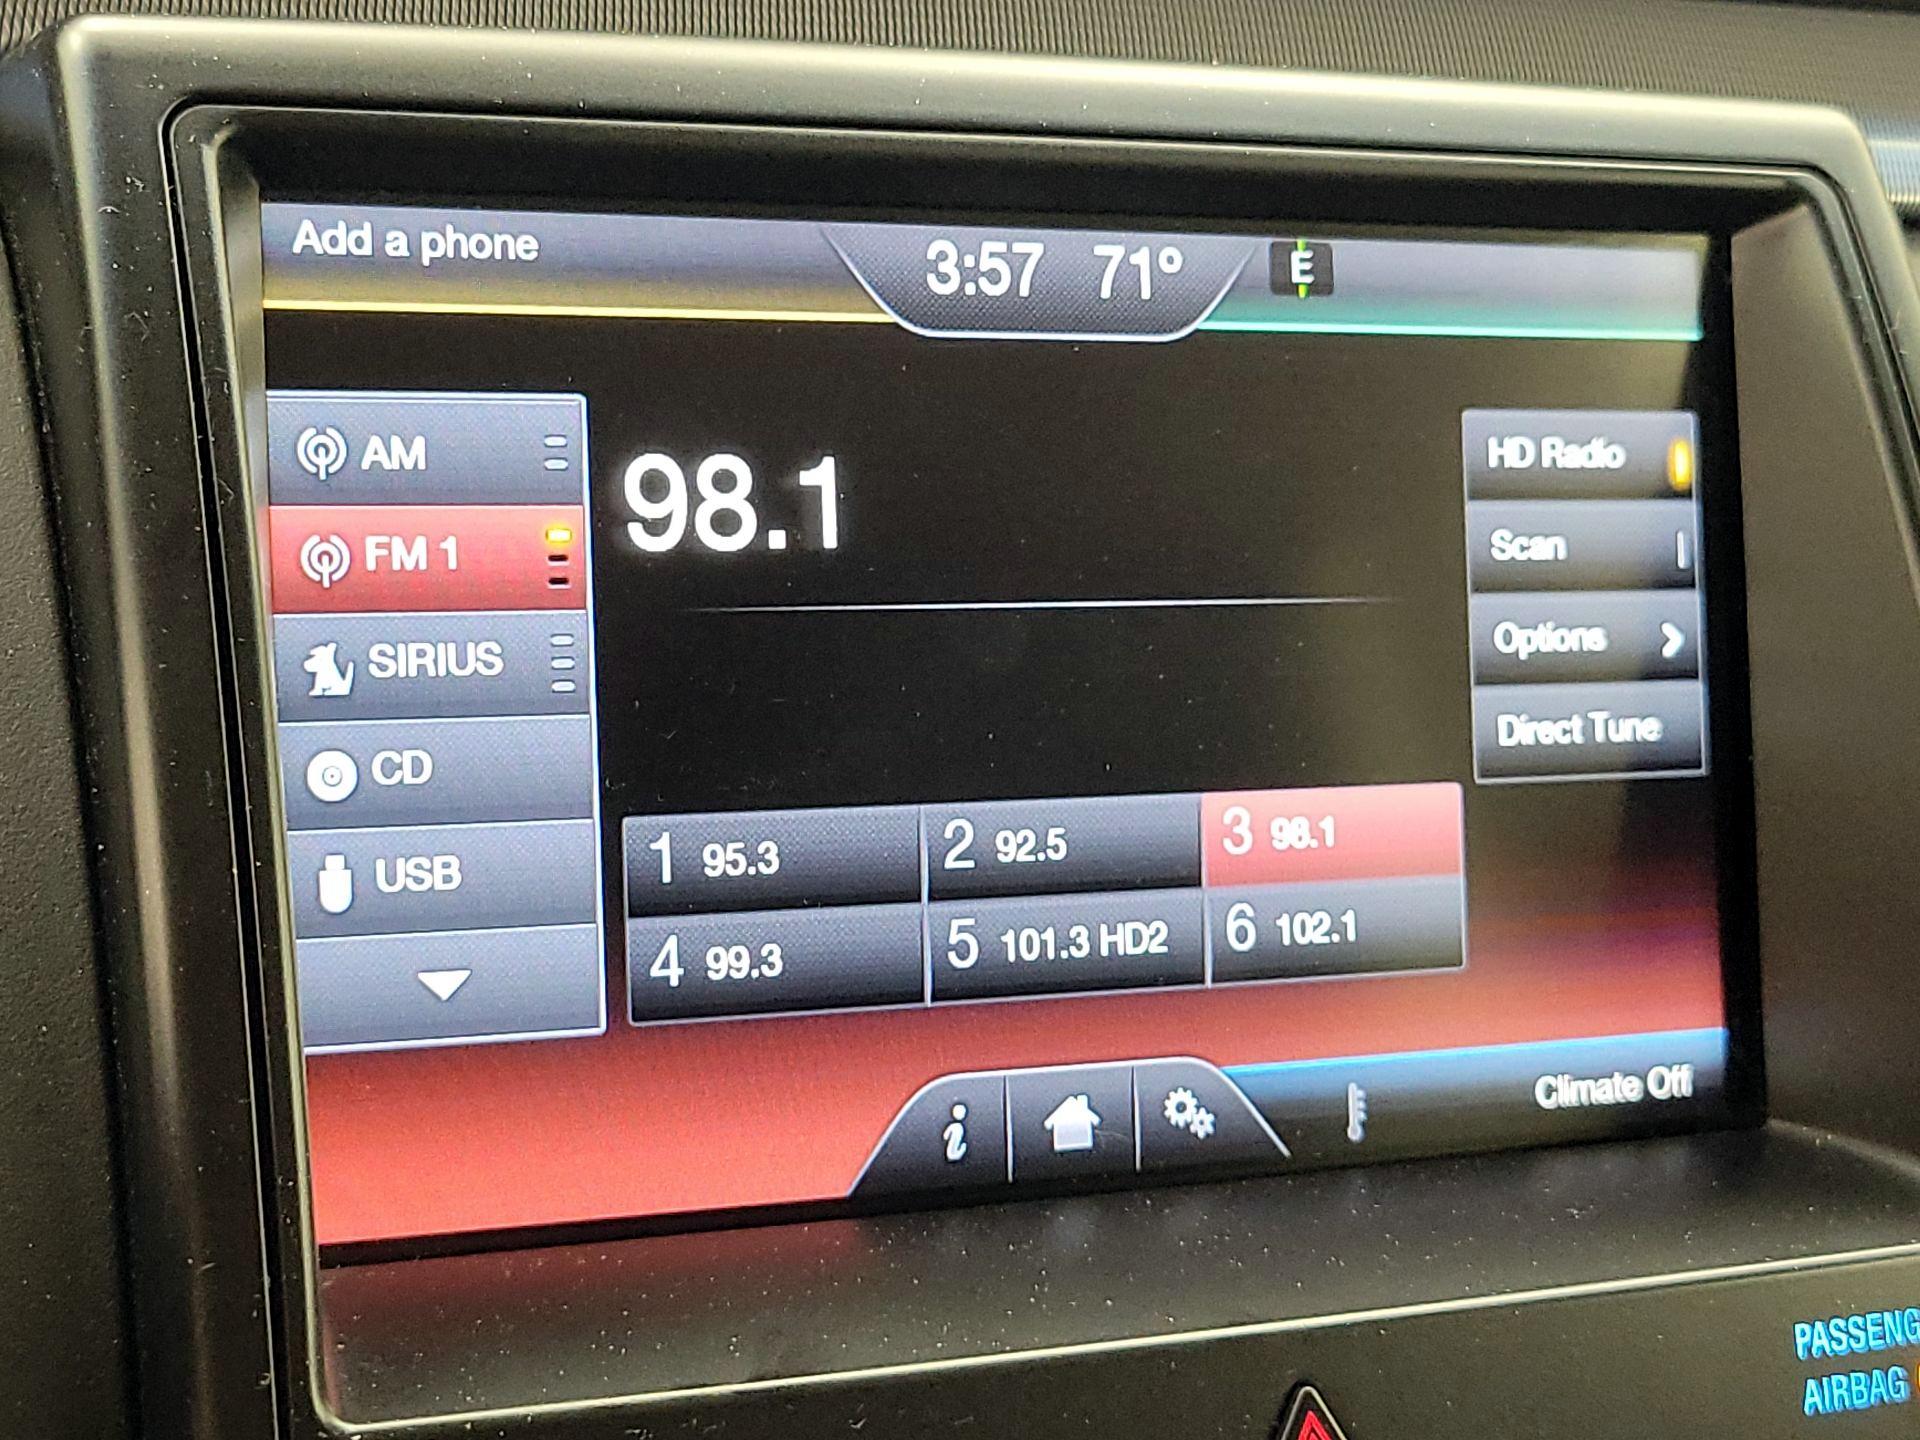 Add a phone
3:57 71° E
AM
FM 1
SIRIUS
CD
USB
98.1
HD Radio
Scan
Options
Direct Tune
1 95.3
2 92.5
3 98.1
4 99.3
5 101.3 HD2
6 102.1
i
Climate Off
PASSENG
AIRBAG